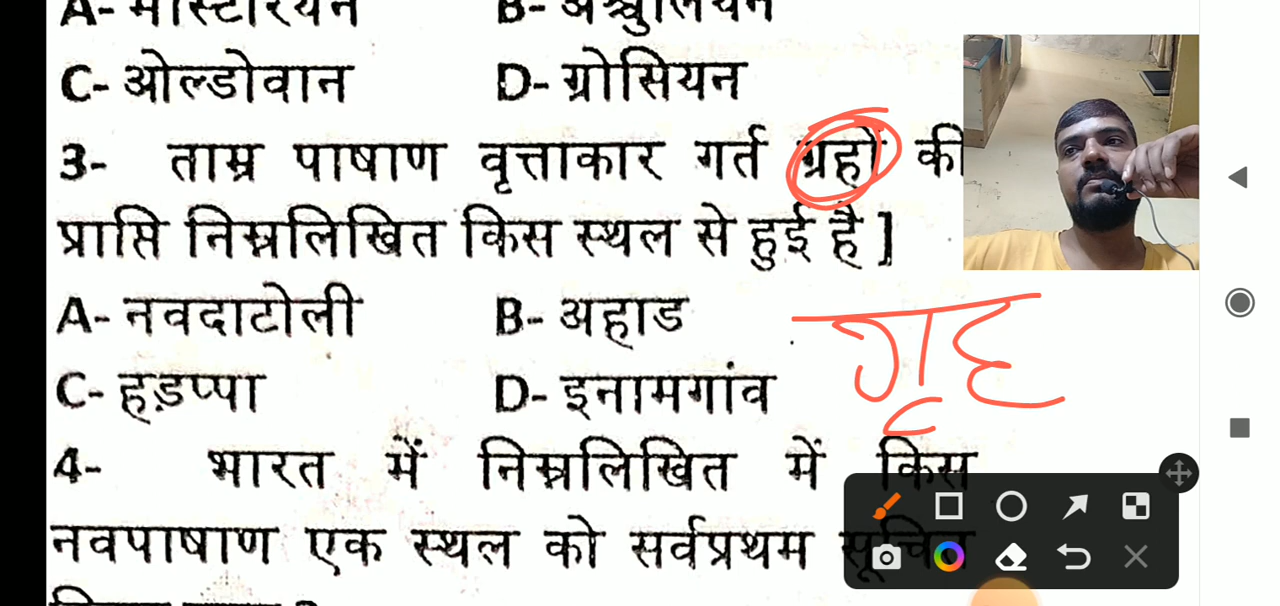 A- मोस्टेरियन B- अश्चुलियन
C- ओल्डोवान D- ग्रोसियन
3- ताम्र पाषाण वृत्ताकार गर्त ग्रहों की
प्राप्ति निम्नलिखित किस स्थल से हुई है ]
A- नवदाटोली B- अहाड
गृह
C- हड़प्पा D- इनामगांव
4- भारत में निम्नलिखित में किस
नवपाषाण एक स्थल को सर्वप्रथम सूचित